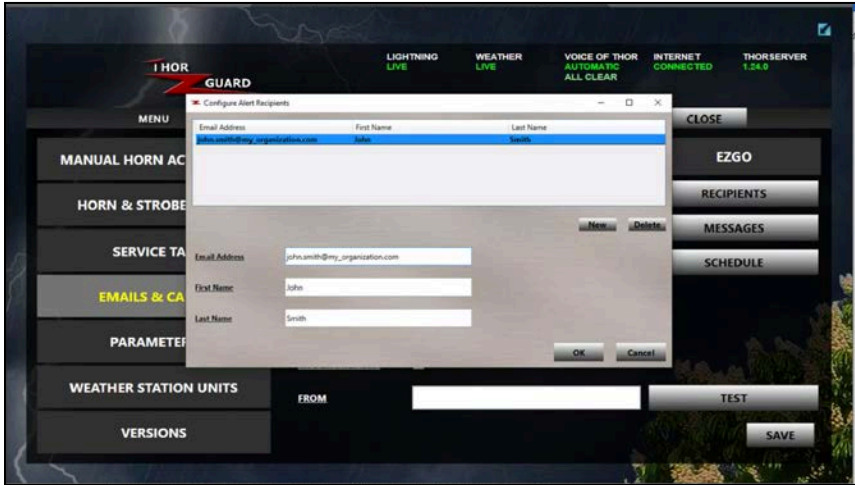 THOR
GUARD
LIGHTNING
LIVE
WEATHER
LIVE
VOICE OF THOR
AUTOMATIC
ALL CLEAR
INTERNET
CONNECTED
THORSERVER
1.24.0
MENU
CLOSE
MANUAL HORN AC
HORN & STROBE
SERVICE TA
EMAILS & CA
PARAMETER
WEATHER STATION UNITS
VERSIONS
Configure Alert Recipients
Email Address First Name Last Name
john.smith@my_organization.com John Smith
New Delete
Email Address john.smith@my_organization.com
First Name John
Last Name Smith
OK Cancel
EZGO
RECIPIENTS
MESSAGES
SCHEDULE
FROM
TEST
SAVE